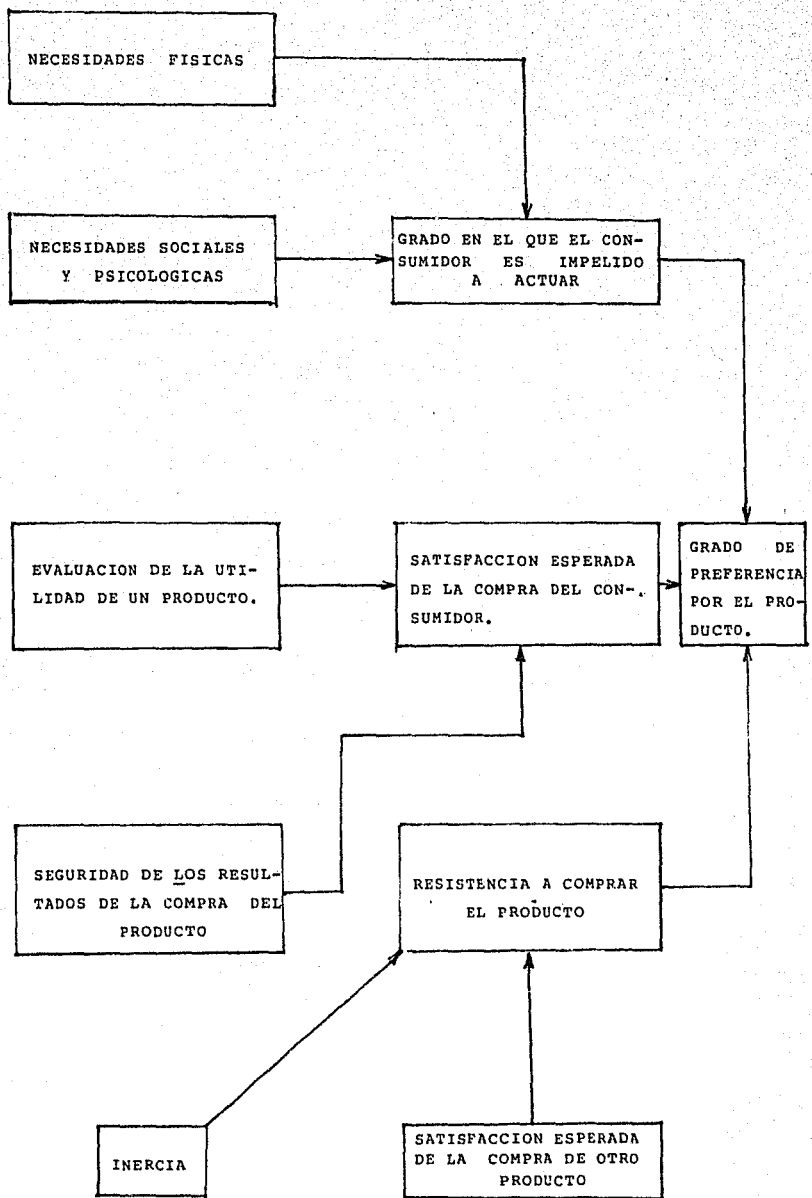 NECESIDADES FISICAS
NECESIDADES SOCIALES
Y PSICOLOGICAS
GRADO EN EL QUE EL CON-
SUMIDOR ES IMPELIDO
A ACTUAR
EVALUACION DE LA UTI-
LIDAD DE UN PRODUCTO.
SATISFACCION ESPERADA
DE LA COMPRA DEL CON-.
SUMIDOR.
GRADO DE
PREFERENCIA
POR EL PRO-
DUCTO.
SEGURIDAD DE LOS RESUL-
TADOS DE LA COMPRA DEL
PRODUCTO
RESISTENCIA A COMPRAR
EL PRODUCTO
INERCIA
SATISFACCION ESPERADA
DE LA COMPRA DE OTRO
PRODUCTO